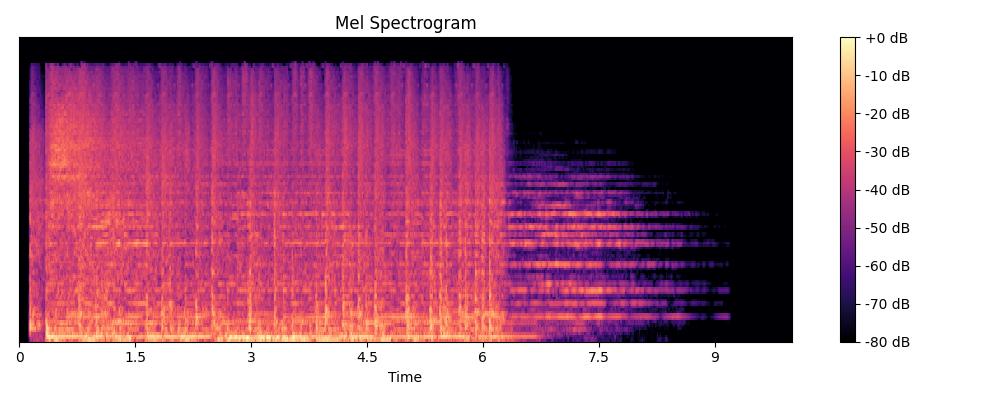 Mel Spectrogram
+0 dB
-10 dB
-20 dB
-30 dB
-40 dB
-50 dB
-60 dB
-70 dB
-80 dB
0 1.5 3 4.5 6 7.5 9
Time